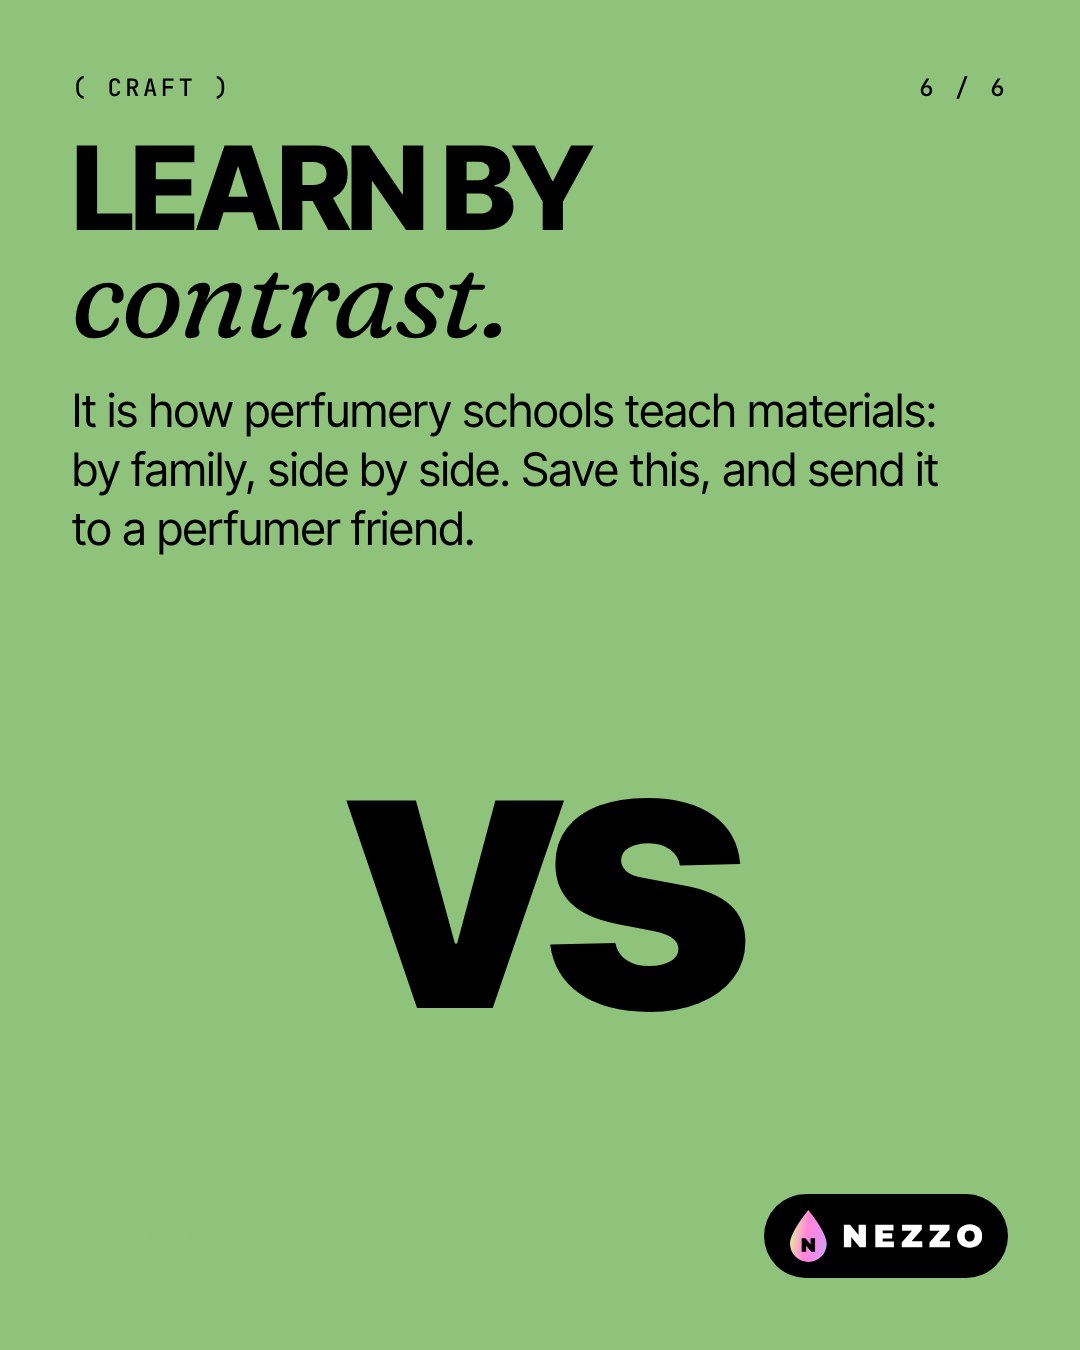 ( CRAFT )
6 / 6
LEARN BY
contrast.
It is how perfumery schools teach materials:
by family, side by side. Save this, and send it
to a perfumer friend.
VS
N NEZZO